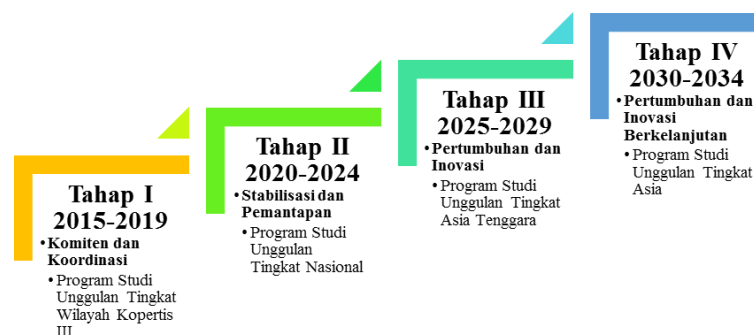 Tahap I
2015-2019
•Komiten dan
Koordinasi
•Program Studi
Unggulan Tingkat
Wilayah Kopertis
III
Tahap II
2020-2024
•Stabilisasi dan
Pemantapan
•Program Studi
Unggulan
Tingkat Nasional
Tahap III
2025-2029
•Pertumbuhan dan
Inovasi
•Program Studi
Unggulan Tingkat
Asia Tenggara
Tahap IV
2030-2034
•Pertumbuhan dan
Inovasi
Berkelanjutan
•Program Studi
Unggulan Tingkat
Asia